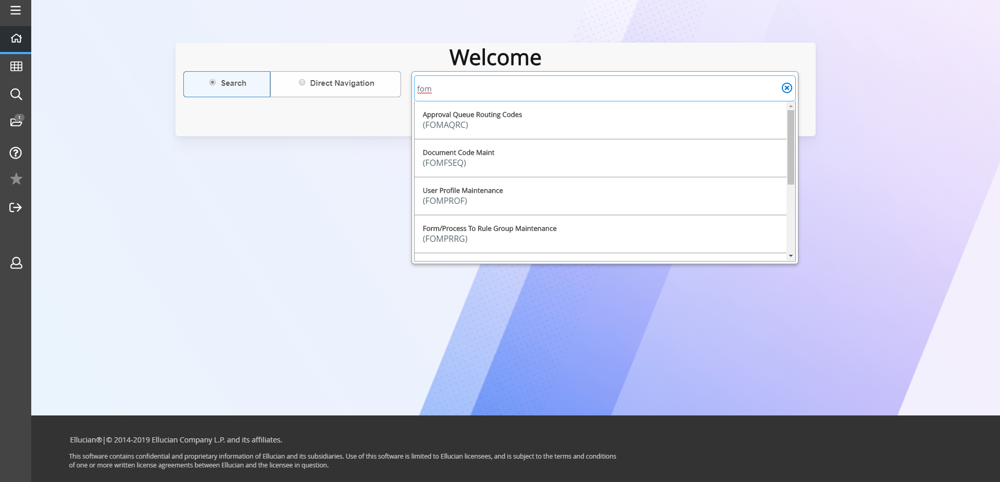 Welcome
Search
Direct Navigation
fom
Approval Queue Routing Codes
(FOMAQRC)
Document Code Maint
(FOMFSEQ)
User Profile Maintenance
(FOMPROF)
Form/Process To Rule Group Maintenance
(FOMPRRG)
1
Ellucian®|© 2014-2019 Ellucian Company L.P. and its affiliates.
This software contains confidential and proprietary information of Ellucian and its subsidiaries. Use of this software is limited to Ellucian licensees, and is subject to the terms and conditions
of one or more written license agreements between Ellucian and the licensee in question.